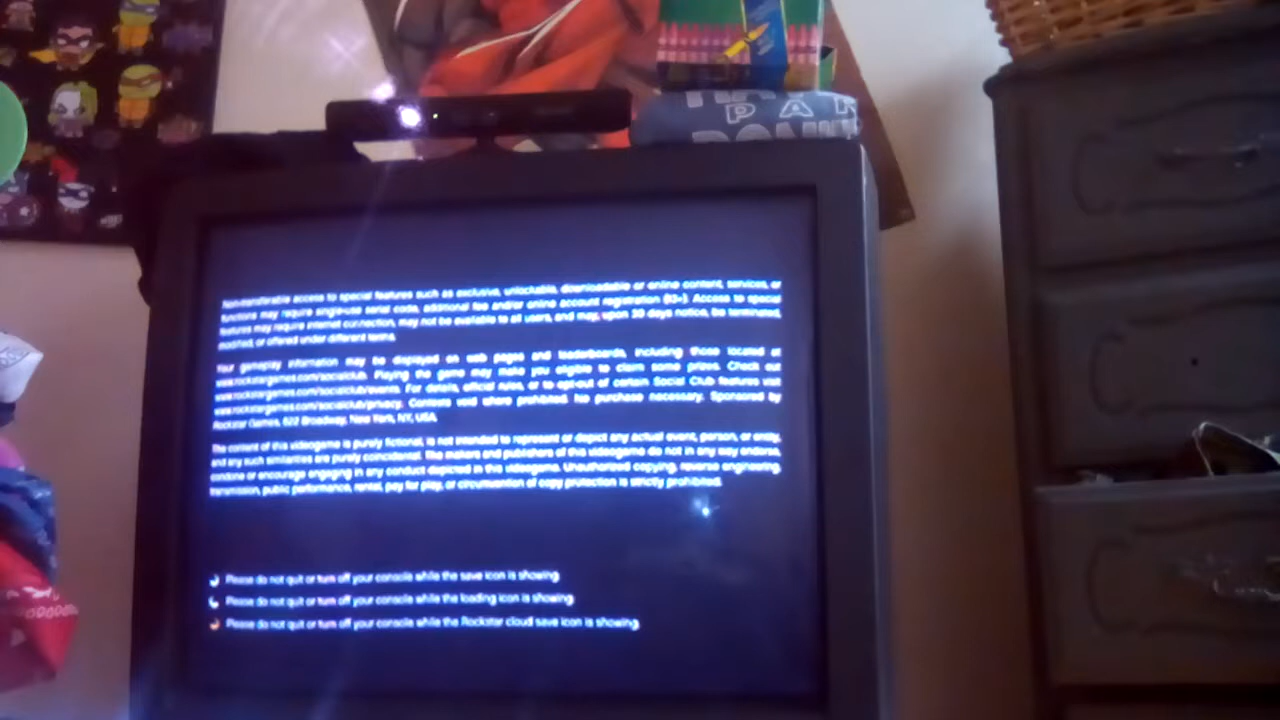 Non-transferable access to special features such as exclusive, unlockable, downloadable or online content, services, or
functions may require single-use serial code, additional fee and/or online account registration (13+). Access to special
features may require internet connection, may not be available to all users, and may, upon 30 days notice, be terminated,
modified, or offered under different terms.
Your gameplay information may be displayed on web pages and leaderboards, including those located at
www.rockstargames.com/socialclub. Playing the game may make you eligible to claim some prizes. Check out
www.rockstargames.com/socialclub/events. For details, official rules, or to opt-out of certain Social Club features visit
www.rockstargames.com/socialclub/privacy. Contests void where prohibited. No purchase necessary. Sponsored by
Rockstar Games, 622 Broadway, New York, NY, USA.
The content of this videogame is purely fictional, is not intended to represent or depict any actual event, person, or entity,
and any such similarities are purely coincidental. The makers and publishers of this videogame do not in any way endorse,
condone or encourage engaging in any conduct depicted in this videogame. Unauthorized copying, reverse engineering,
transmission, public performance, rental, pay for play, or circumvention of copy protection is strictly prohibited.
Please do not quit or turn off your console while the save icon is showing.
Please do not quit or turn off your console while the loading icon is showing.
Please do not quit or turn off your console while the Rockstar cloud save icon is showing.